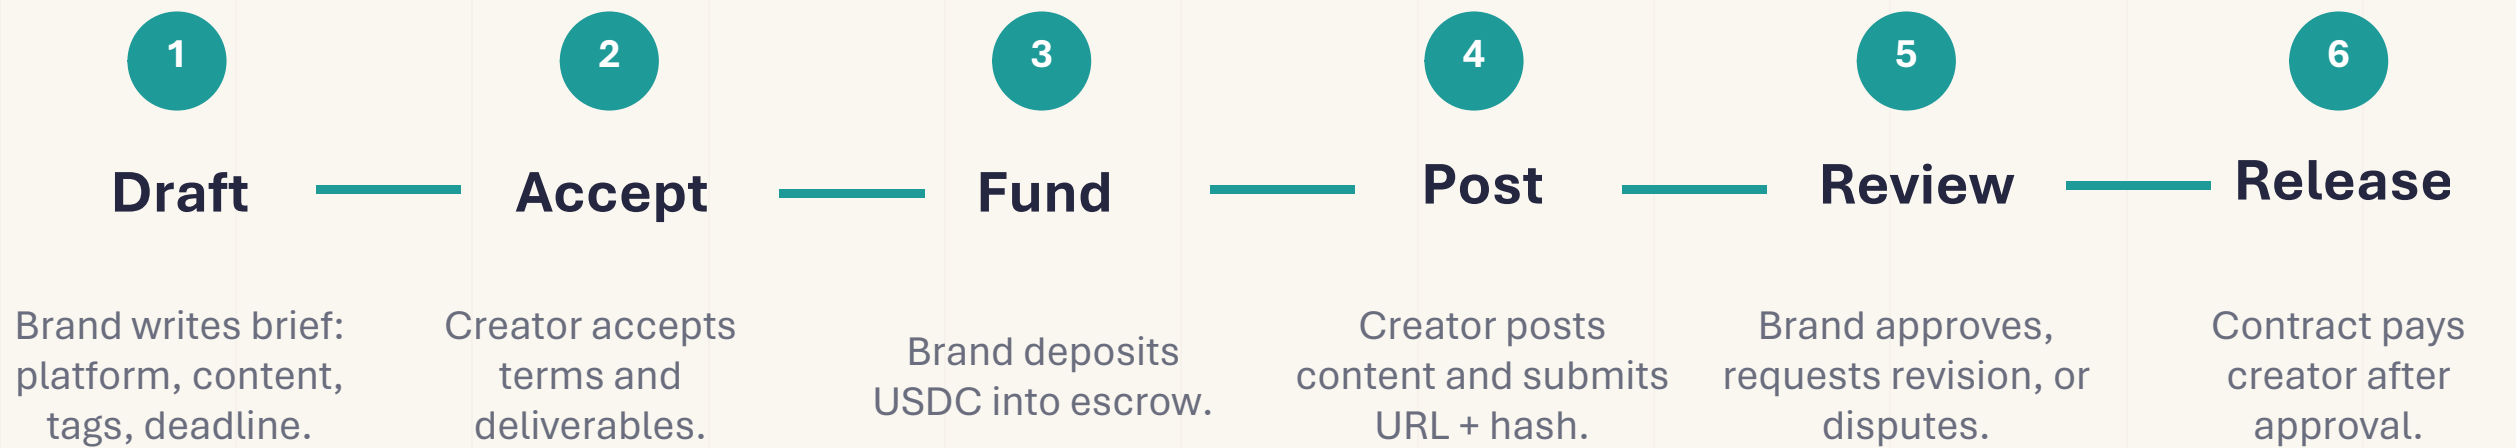 1
Draft
Brand writes brief:
platform, content,
tags, deadline.
2
Accept
Creator accepts
terms and
deliverables.
3
Fund
Brand deposits
USDC into escrow.
4
Post
Creator posts
content and submits
URL + hash.
5
Review
Brand approves,
requests revision, or
disputes.
6
Release
Contract pays
creator after
approval.